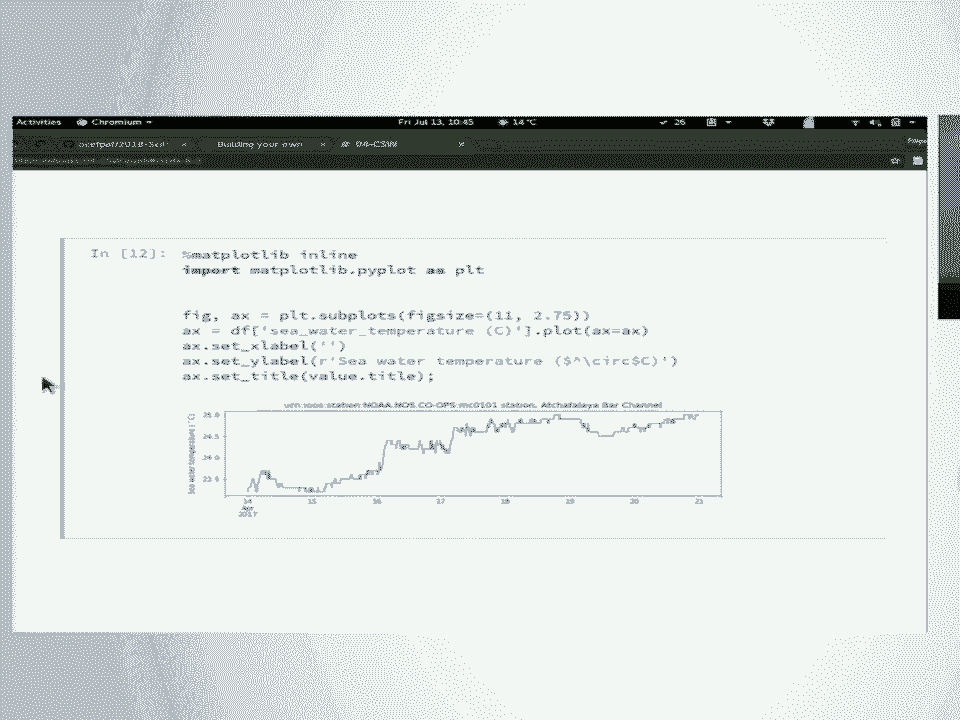 Activities Chromium Fri Jul 13, 10:45 14°C 26
Building your own 04-CSW
In [12]: %matplotlib inline
import matplotlib.pyplot as plt
fig, ax = plt.subplots(figsize=(11, 2.75))
ax = df['sea_water_temperature (C)'].plot(ax=ax)
ax.set_xlabel('')
ax.set_ylabel(r'Sea water temperature ($^\circ$C)')
ax.set_title(value.title);
urn:ioos:station:NOAA.NOS.CO-OPS:mc0101 station, Atchafalaya Bar Channel
Sea water temperature (°C)
25.0
24.5
24.0
23.5
14 15 16 17 18 19 20 21
Apr
2017